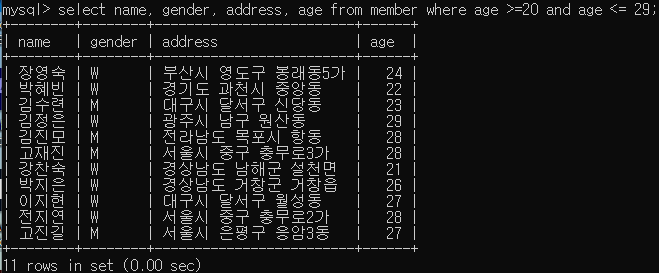 mysql> select name, gender, address, age from member where age >=20 and age <= 29;
+--------+--------+---------------------------+------+
| name | gender | address | age |
+--------+--------+---------------------------+------+
| 장영숙 | W | 부산시 영도구 봉래동5가 | 24 |
| 박혜빈 | W | 경기도 과천시 중앙동 | 22 |
| 김수련 | M | 대구시 달서구 신당동 | 23 |
| 김정은 | W | 광주시 남구 원산동 | 29 |
| 김진모 | M | 전라남도 목포시 항동 | 28 |
| 고재진 | M | 서울시 중구 충무로3가 | 28 |
| 강찬숙 | W | 경상남도 남해군 설천면 | 21 |
| 박지은 | W | 경상남도 거창군 거창읍 | 26 |
| 이지현 | W | 대구시 달서구 월성동 | 27 |
| 전지연 | W | 서울시 중구 충무로2가 | 28 |
| 고진길 | M | 서울시 은평구 응암3동 | 27 |
+--------+--------+---------------------------+------+
11 rows in set (0.00 sec)